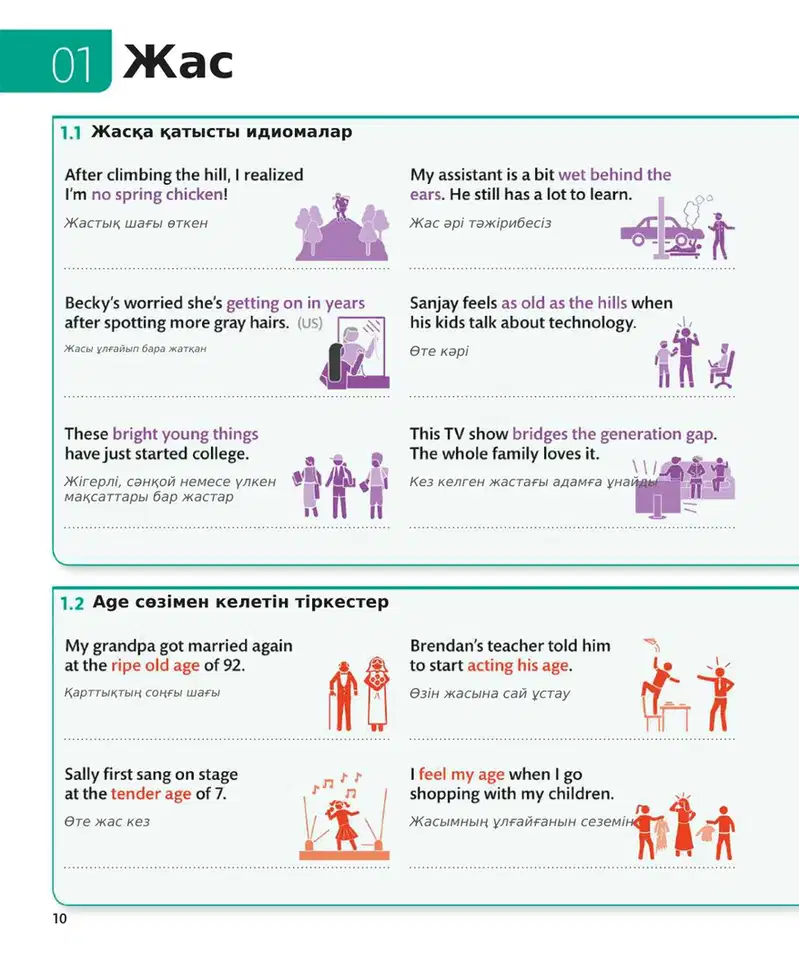 01 Жас
1.1 Жасқа қатысты идиомалар
After climbing the hill, I realized
I'm no spring chicken!
Жастық шағы өткен
My assistant is a bit wet behind the
ears. He still has a lot to learn.
Жас әрі тәжірибесіз
Becky's worried she's getting on in years
after spotting more gray hairs. (US)
Жасы ұлғайып бара жатқан
Sanjay feels as old as the hills when
his kids talk about technology.
Өте кәрі
These bright young things
have just started college.
Жігерлі, сәнқой немесе үлкен
мақсаттары бар жастар
This TV show bridges the generation gap.
The whole family loves it.
Кез келген жастағы адамға ұнайды
1.2 Age сөзімен келетін тіркестер
My grandpa got married again
at the ripe old age of 92.
Қарттықтың соңғы шағы
Brendan's teacher told him
to start acting his age.
Өзін жасына сай ұстау
Sally first sang on stage
at the tender age of 7.
Өте жас кез
I feel my age when I go
shopping with my children.
Жасымның ұлғайғанын сеземін
10